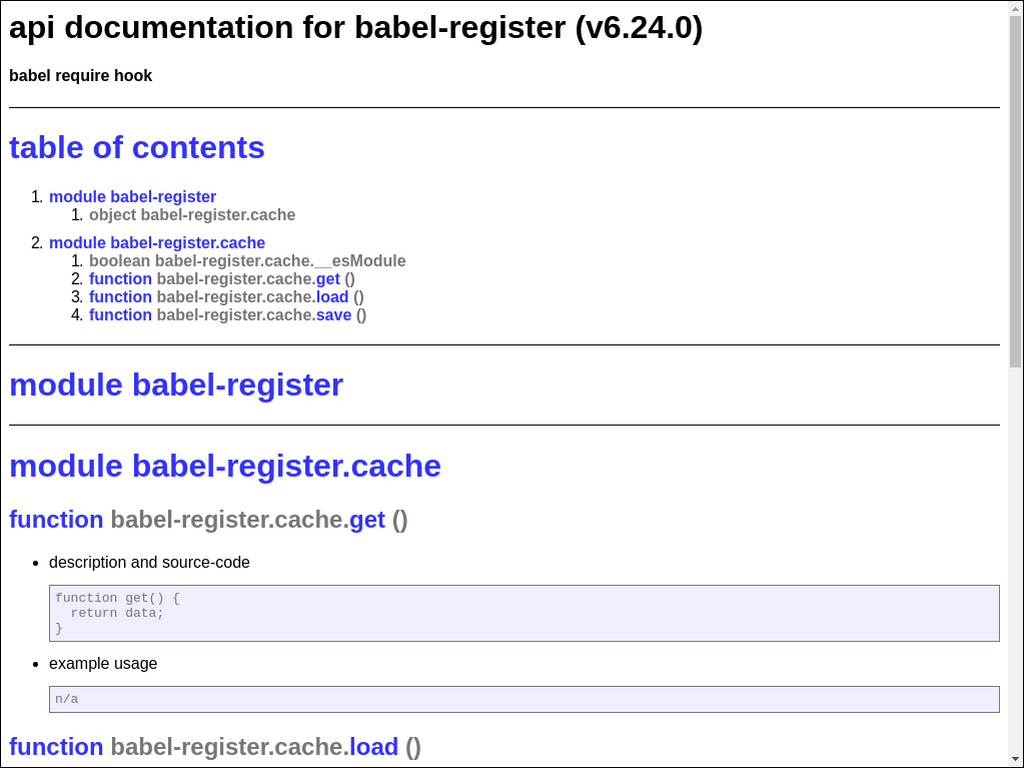 api documentation for babel-register (v6.24.0)
babel require hook
table of contents
1. module babel-register
1. object babel-register.cache
2. module babel-register.cache
1. boolean babel-register.cache.__esModule
2. function babel-register.cache.get ()
3. function babel-register.cache.load ()
4. function babel-register.cache.save ()
module babel-register
module babel-register.cache
function babel-register.cache.get ()
• description and source-code
function get() {
  return data;
}
• example usage
n/a
function babel-register.cache.load ()